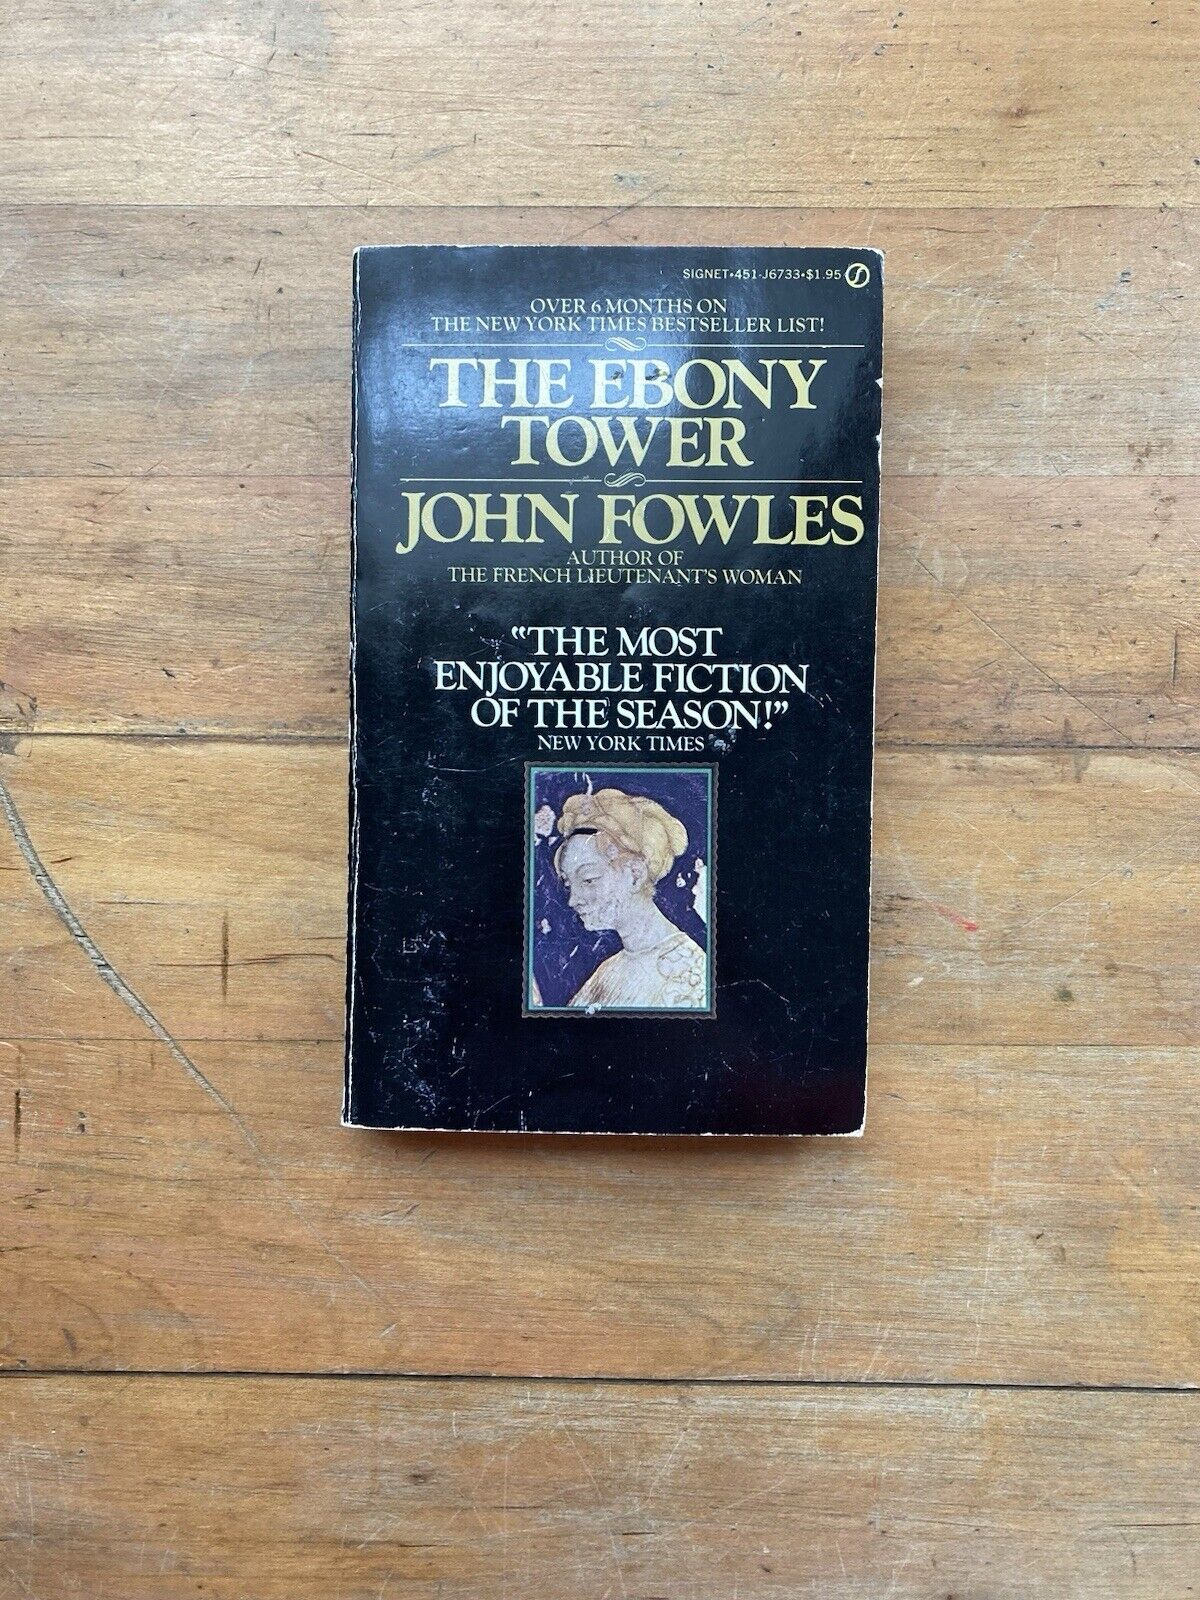 SIGNET•451-J6733•$1.95
OVER 6 MONTHS ON
THE NEW YORK TIMES BESTSELLER LIST!
THE EBONY
TOWER
JOHN FOWLES
AUTHOR OF
THE FRENCH LIEUTENANT'S WOMAN
“THE MOST
ENJOYABLE FICTION
OF THE SEASON!”
NEW YORK TIMES